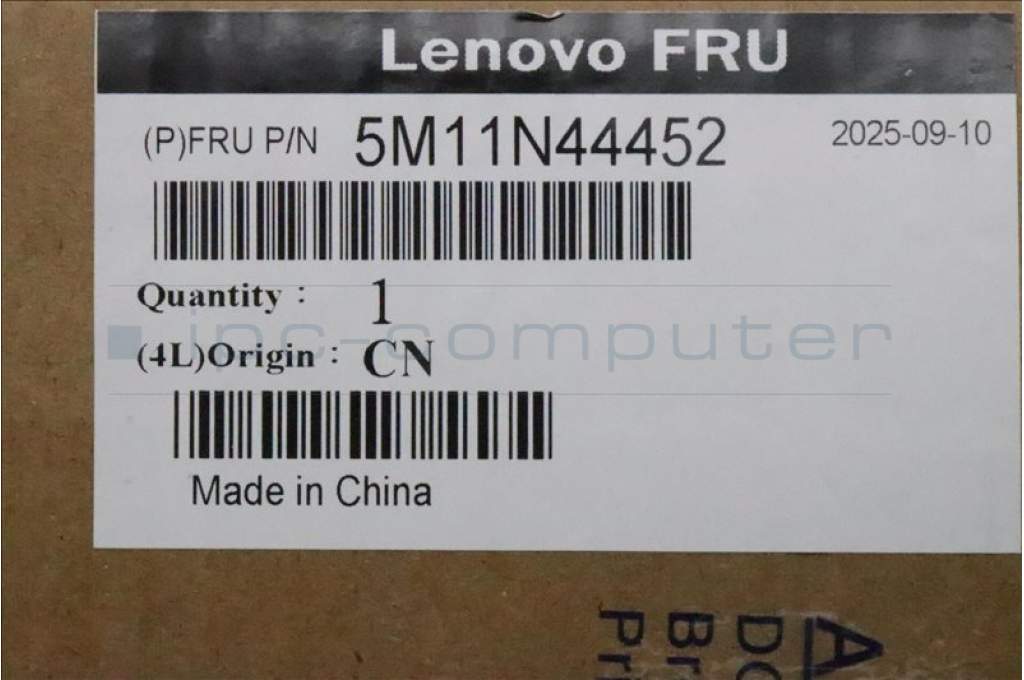 Lenovo FRU
(P)FRU P/N 5M11N44452 2025-09-10
Quantity : 1
ipc-computer
(4L)Origin : CN
Made in China